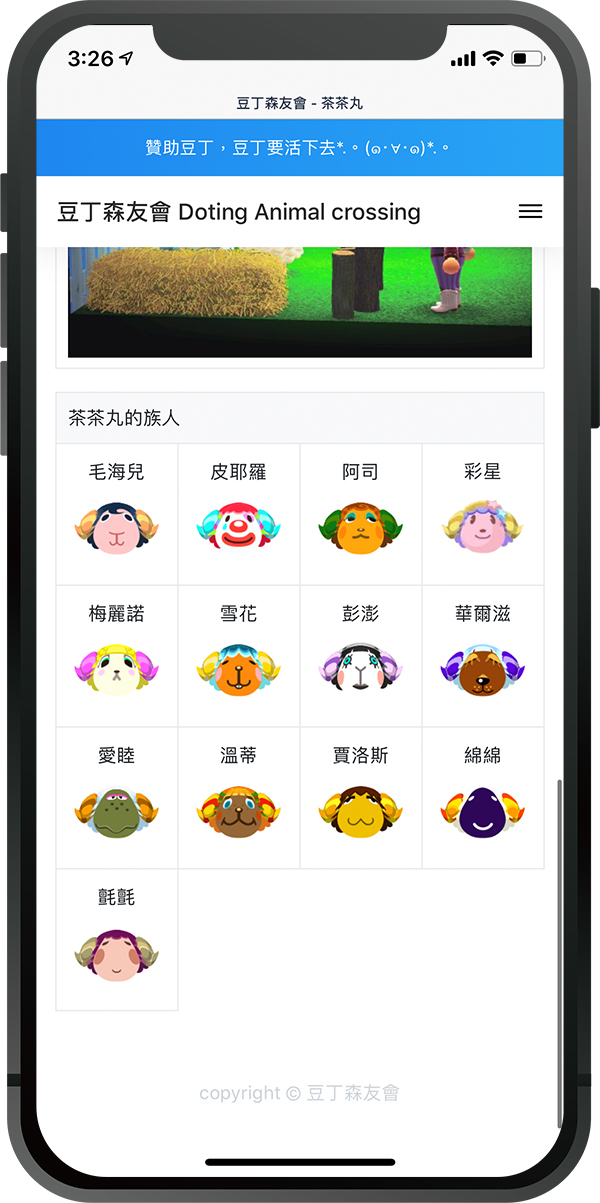 3:26
豆丁森友會 - 茶茶丸
贊助豆丁，豆丁要活下去*.。(๑･∀･๑)*.。
豆丁森友會 Doting Animal crossing
茶茶丸的族人
毛海兒 皮耶羅 阿司 彩星
梅麗諾 雪花 彭澎 華爾滋
愛睦 溫蒂 賈洛斯 綿綿
氈氈
copyright © 豆丁森友會